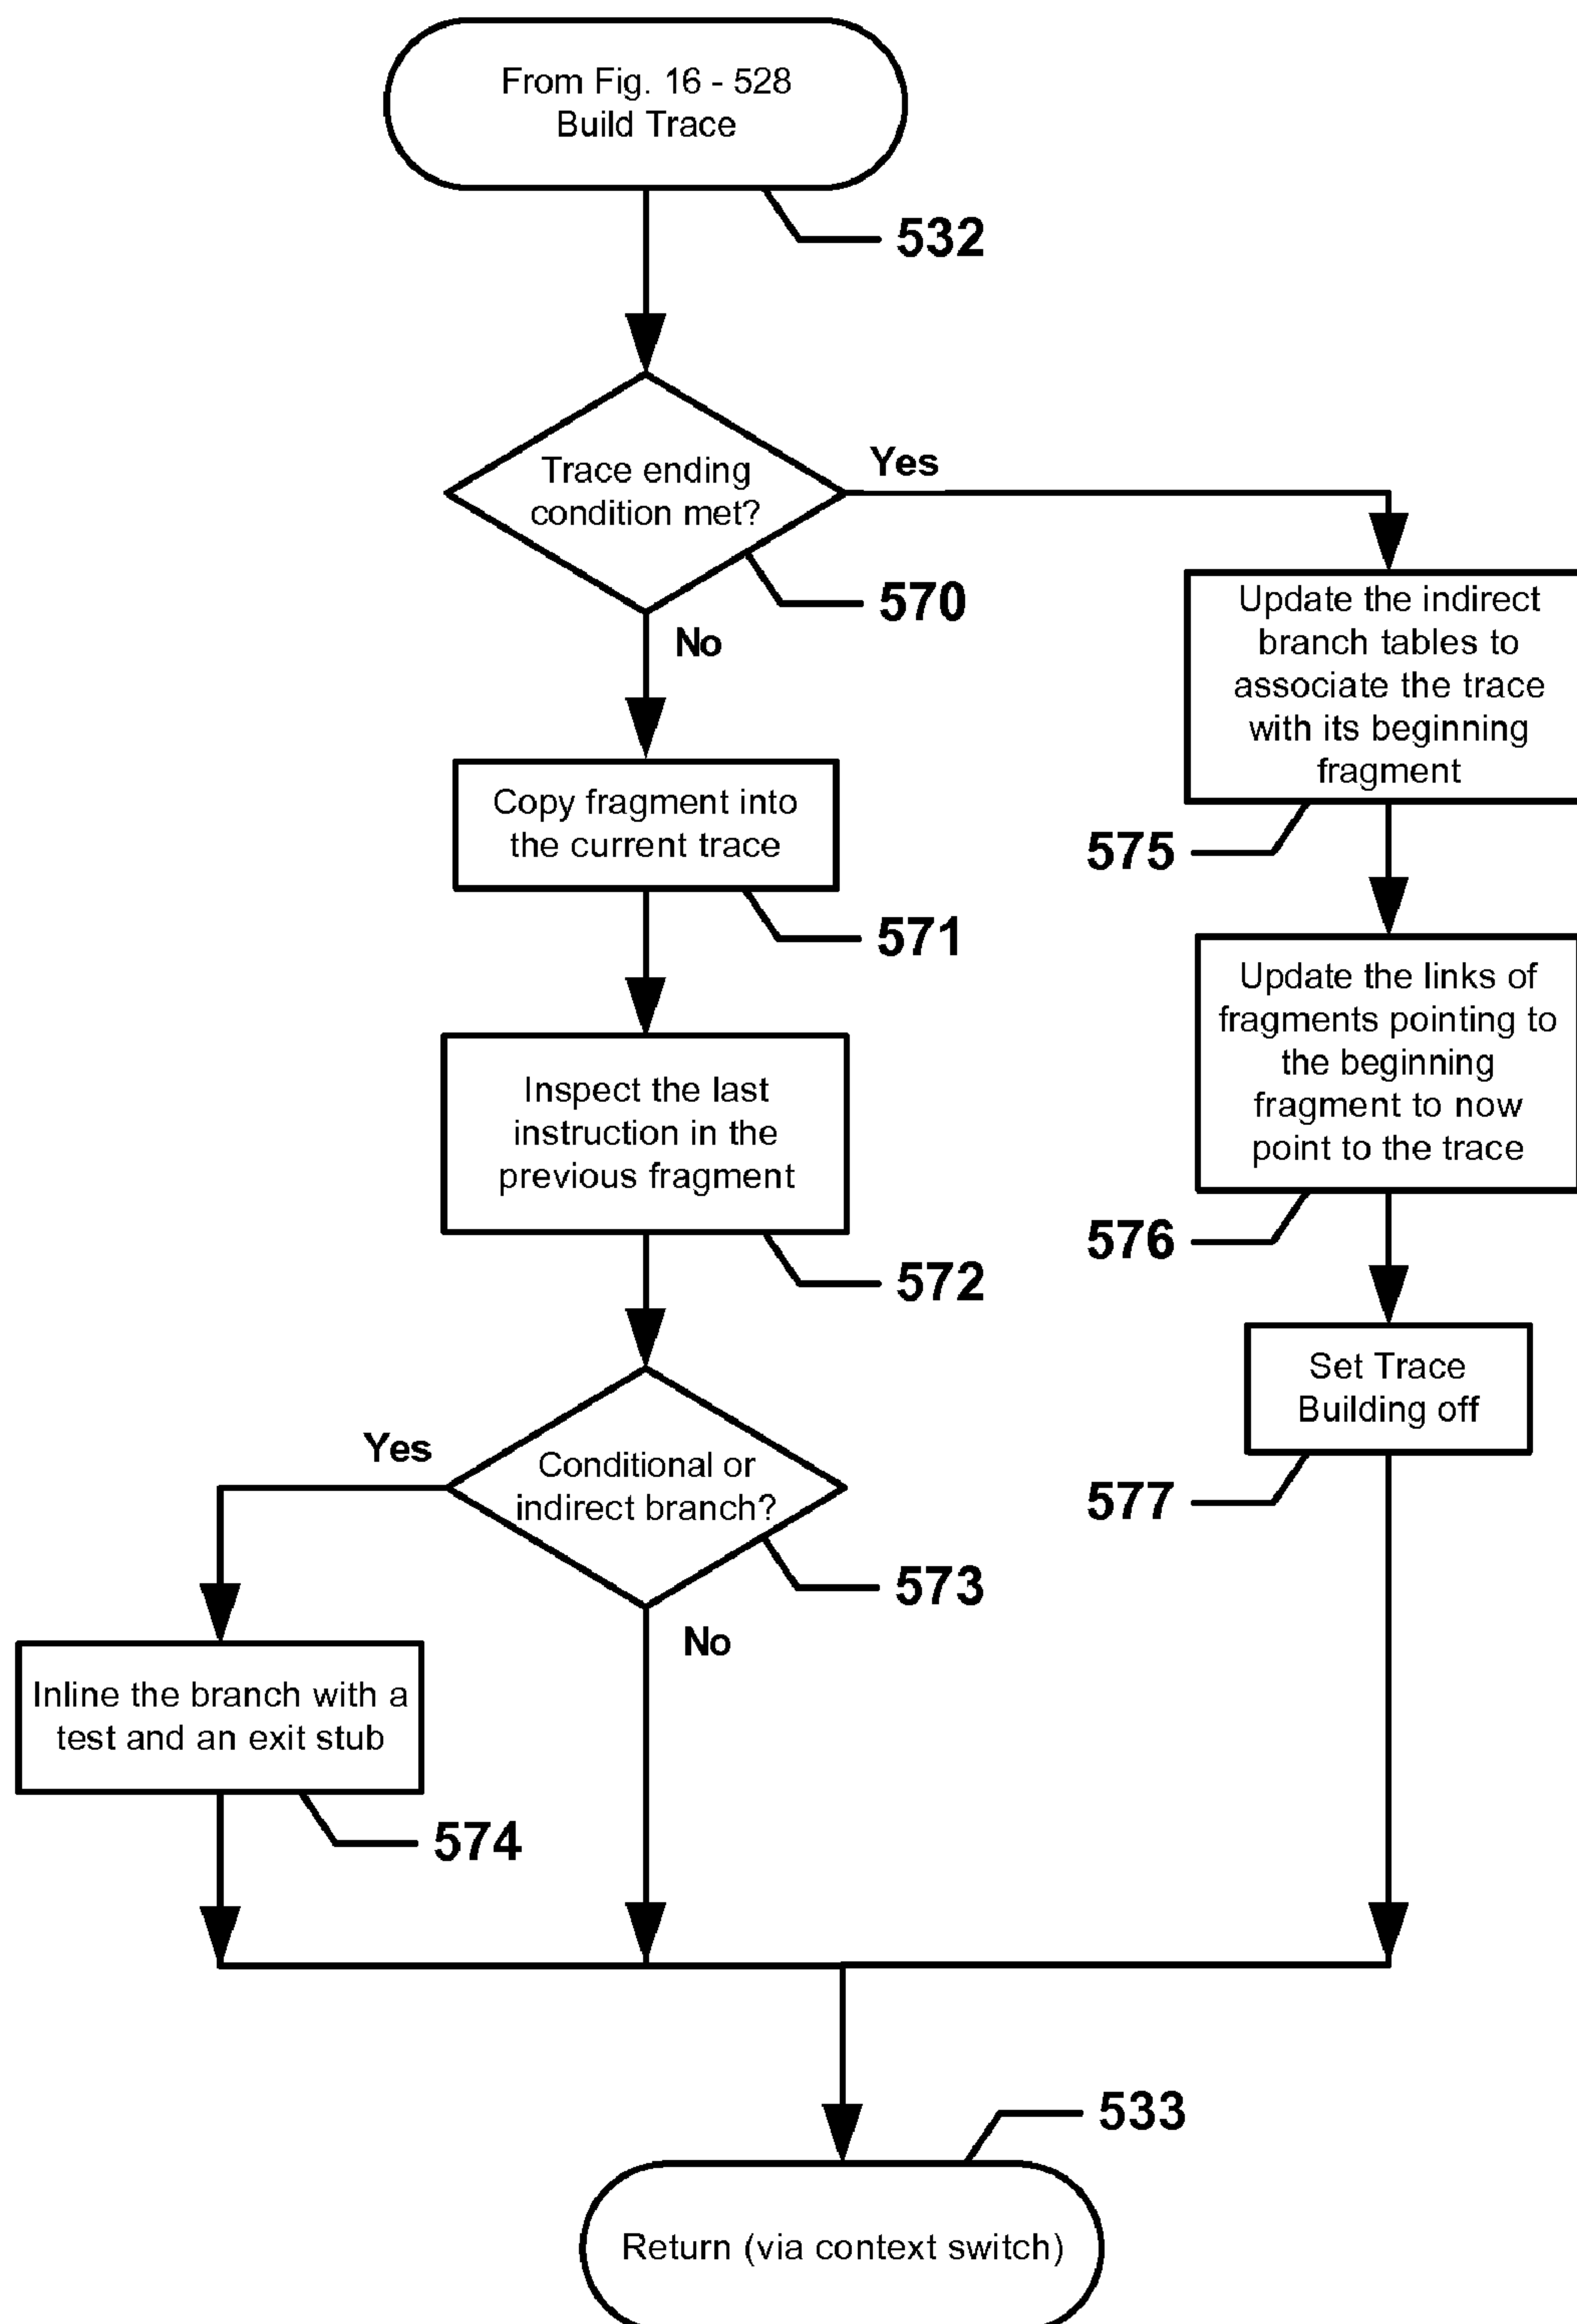 From Fig. 16 - 528
Build Trace
532
Trace ending
condition met?
Yes
570
No
Update the indirect
branch tables to
associate the trace
with its beginning
fragment
575
Copy fragment into
the current trace
571
Update the links of
fragments pointing to
the beginning
fragment to now
point to the trace
576
Inspect the last
instruction in the
previous fragment
572
Set Trace
Building off
577
Conditional or
indirect branch?
Yes
573
No
Inline the branch with a
test and an exit stub
574
533
Return (via context switch)